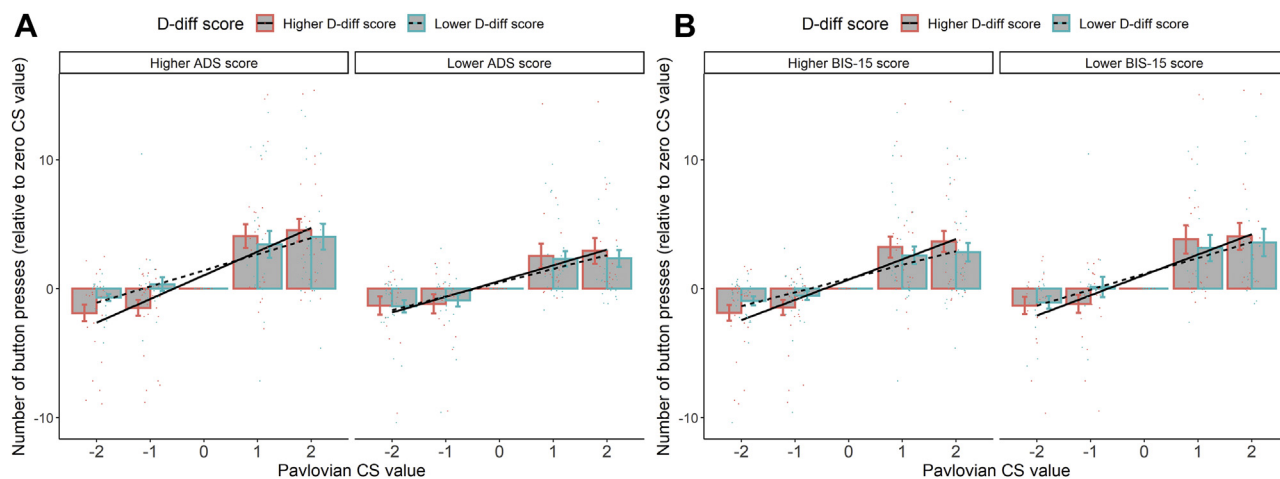 A
D-diff score
Higher D-diff score
Lower D-diff score
Higher ADS score
Lower ADS score
Number of button presses (relative to zero CS value)
10
0
-10
-2 -1 0 1 2
-2 -1 0 1 2
Pavlovian CS value
B
D-diff score
Higher D-diff score
Lower D-diff score
Higher BIS-15 score
Lower BIS-15 score
Number of button presses (relative to zero CS value)
10
0
-10
-2 -1 0 1 2
-2 -1 0 1 2
Pavlovian CS value